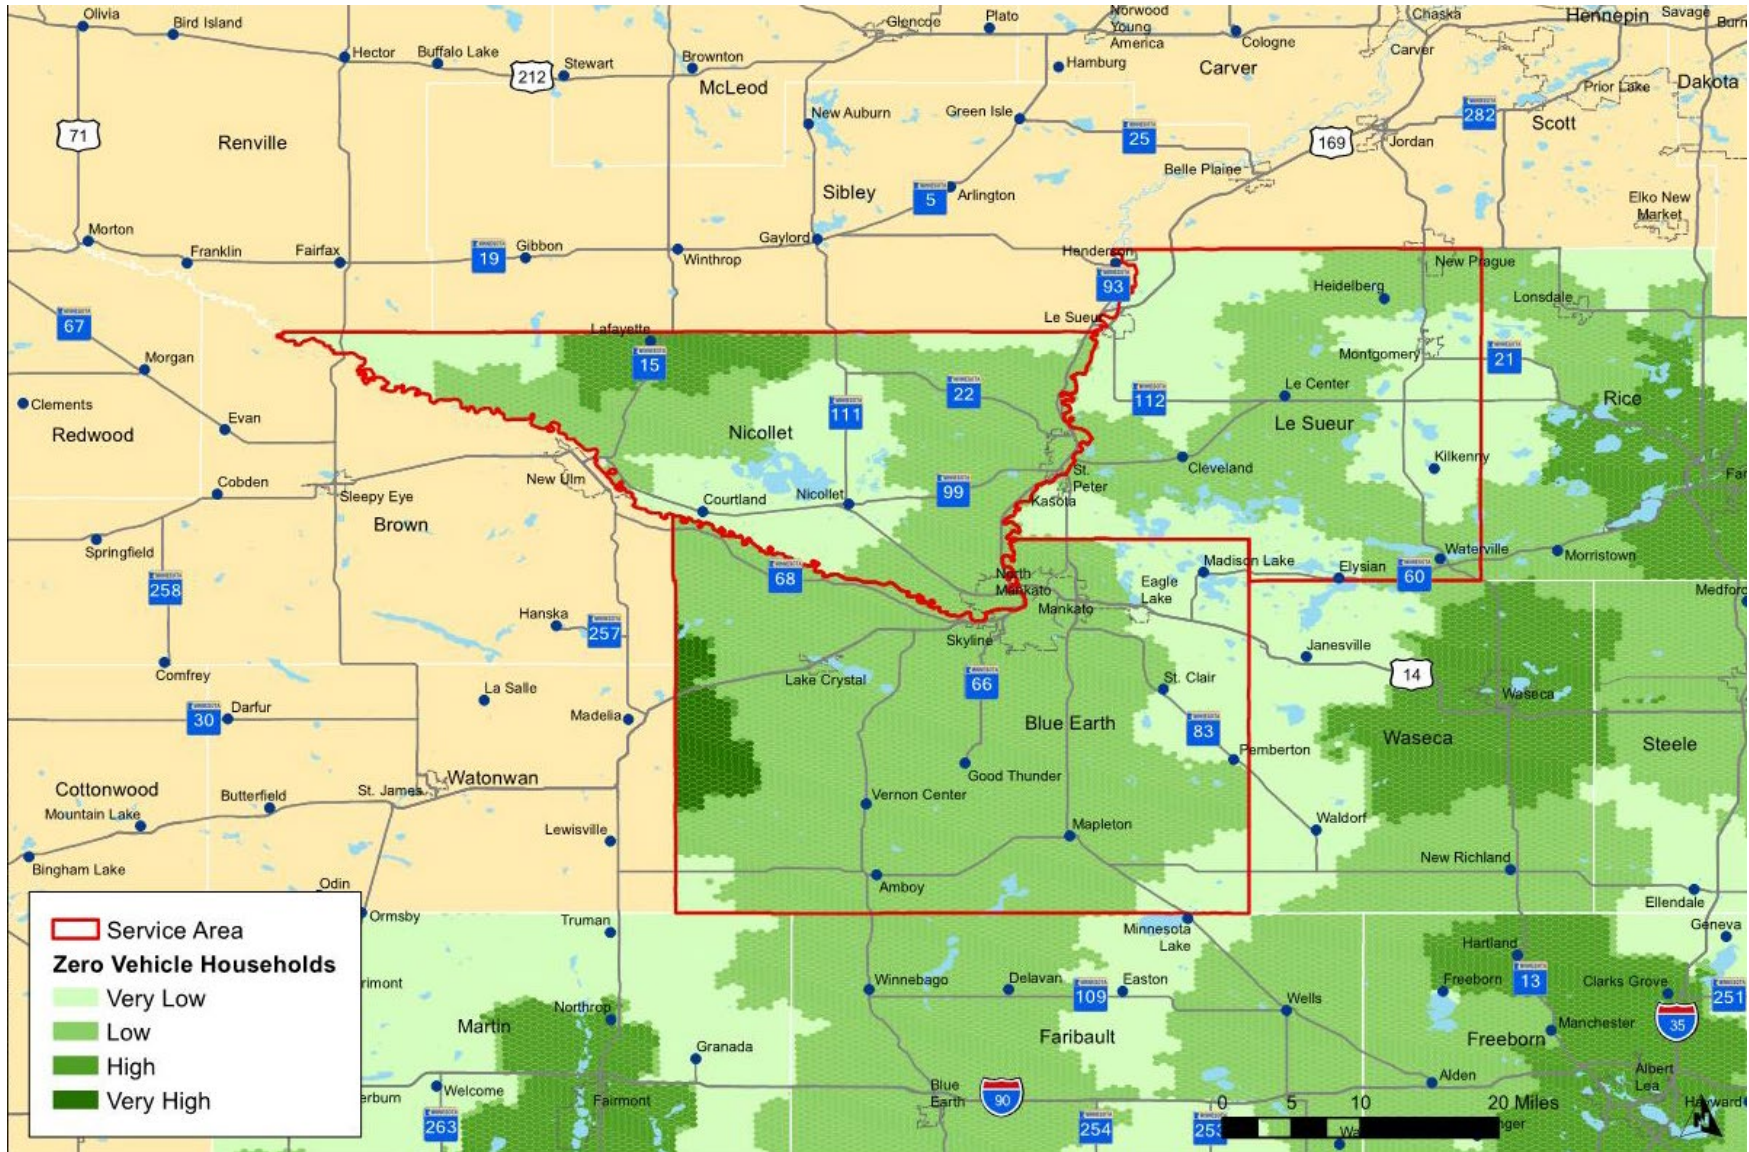 Olivia
Bird Island
Hector
Buffalo Lake
212
Stewart
Brownton
McLeod
Glencoe
Plato
Norwood
Young
America
Hamburg
Cologne
Carver
Chaska
Carver
Hennepin
Savage
Burn
Dakota
Prior Lake
282
Scott
71
Renville
New Auburn
Green Isle
MINNESOTA
25
169
Jordan
Belle Plaine
Sibley
5
Arlington
Elko New
Market
Morton
Franklin
Fairfax
19
Gibbon
Winthrop
Gaylord
Henderson
93
New Prague
Heidelberg
Lonsdale
67
Morgan
Lafayette
15
Le Sueur
Montgomery
21
Clements
Evan
Redwood
22
111
112
Le Center
Le Sueur
Rice
Nicollet
Kilkenny
Cleveland
St.
Peter
Kasota
Far
Cobden
Sleepy Eye
New Ulm
Courtland
Nicollet
99
Brown
Springfield
258
68
Madison Lake
Elysian
60
Waterville
Morristown
Medford
North
Mankato
Mankato
Eagle
Lake
Hanska
257
Skyline
Janesville
14
Comfrey
La Salle
Lake Crystal
66
St. Clair
Waseca
30
Darfur
Madelia
Blue Earth
83
Pemberton
Waseca
Steele
Cottonwood
Mountain Lake
Butterfield
St. James
Watonwan
Good Thunder
Vernon Center
Lewisville
Mapleton
Waldorf
Bingham Lake
Amboy
New Richland
Ellendale
Odin
Ormsby
Truman
Minnesota
Lake
Hartland
Geneva
Service Area
Zero Vehicle Households
Very Low
Low
High
Very High
rimont
Northrop
Martin
Winnebago
Delavan
109
Easton
Wells
Freeborn
13
Clarks Grove
251
35
Manchester
Freeborn
Faribault
Granada
Welcome
erburn
Fairmont
263
Blue
Earth
90
254
253
Alden
Albert
Lea
Hayward
0 5 10 20 Miles
Wa
nger
N